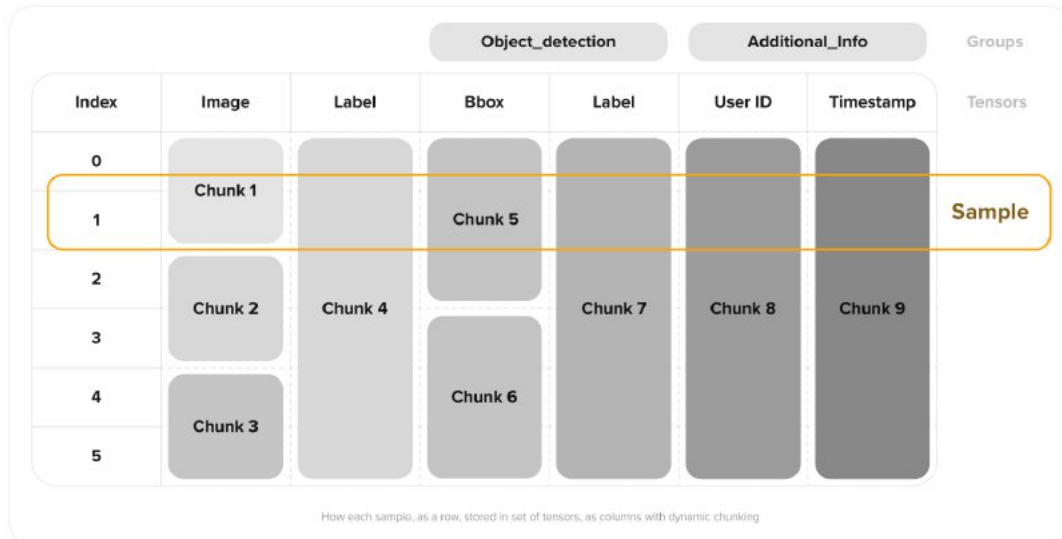 Object_detection Additional_Info Groups
Index Image Label Bbox Label User ID Timestamp Tensors
0
Chunk 1
1 Chunk 5 Sample
2
Chunk 2 Chunk 4 Chunk 7 Chunk 8 Chunk 9
3
4 Chunk 6
Chunk 3
5
How each sample, as a row, stored in set of tensors, as columns with dynamic chunking